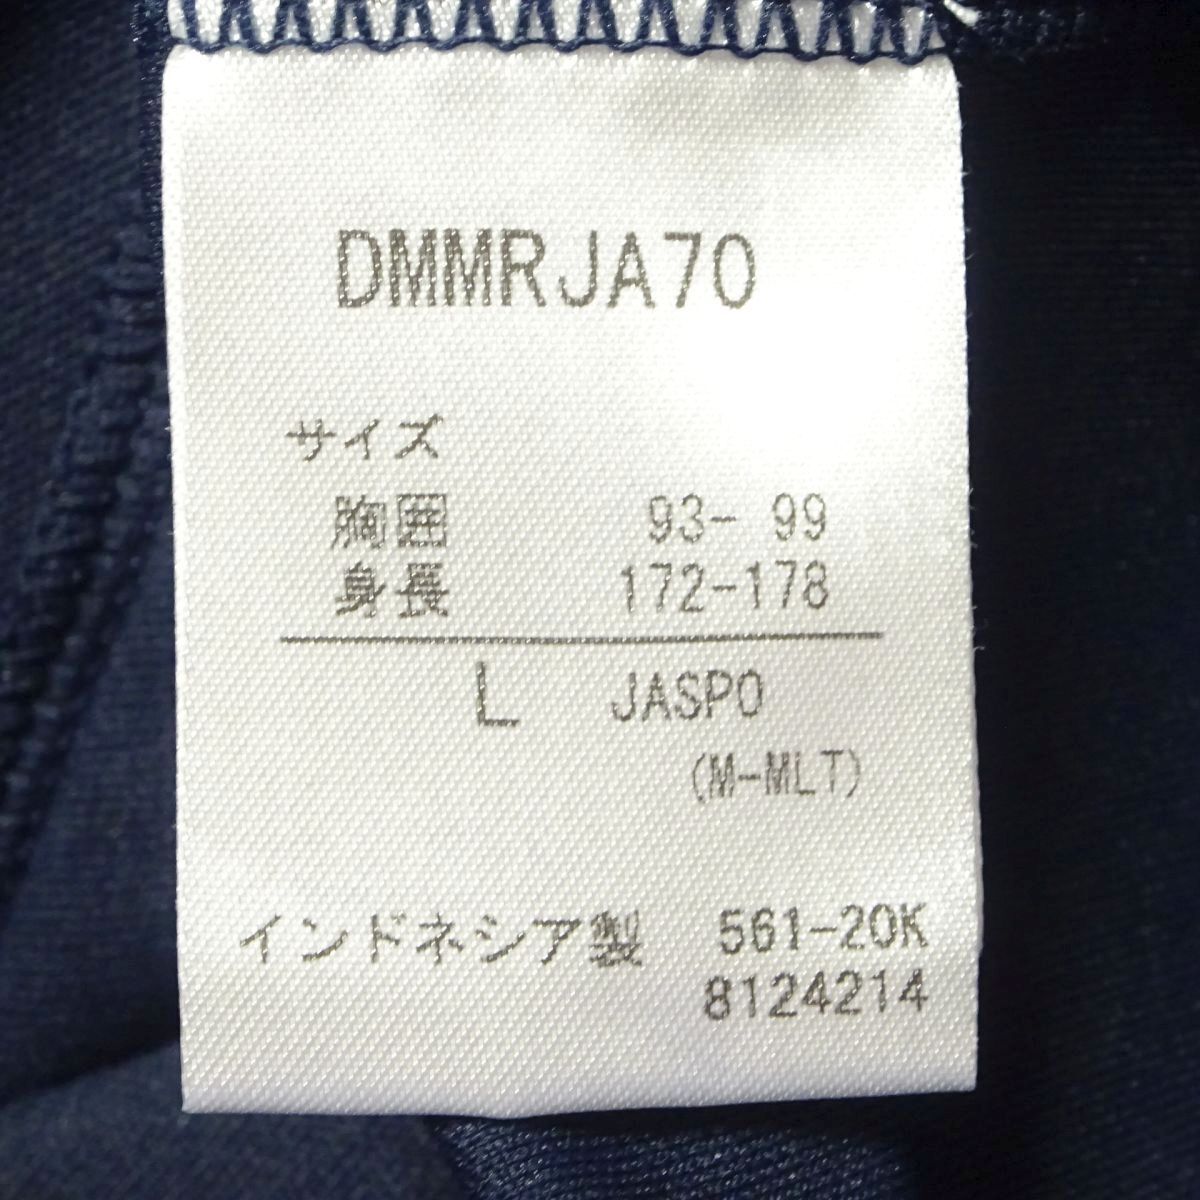 DMMRJA70
サイズ
胸囲 93- 99
身長 172-178
L JASPO
(M-MLT)
インドネシア製 561-20K
8124214